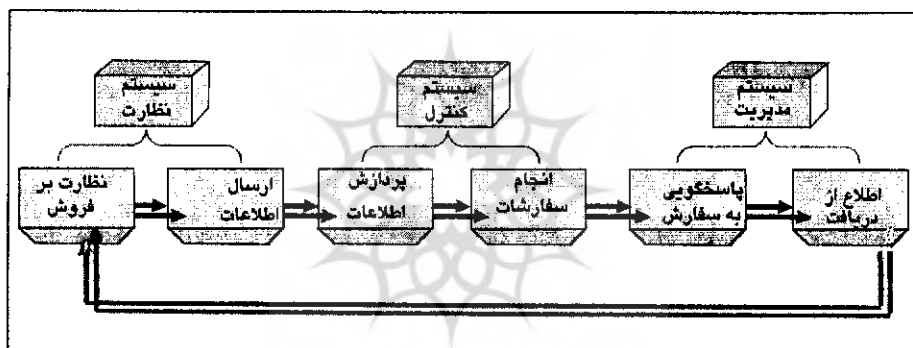 سیستم
نظارت
سیستم
کنترل
سیستم
مدیریت
نظارت بر
فروش
ارسال
اطلاعات
پردازش
اطلاعات
انجام
سفارشات
پاسخگویی
به سفارش
اطلاع از
دریافت